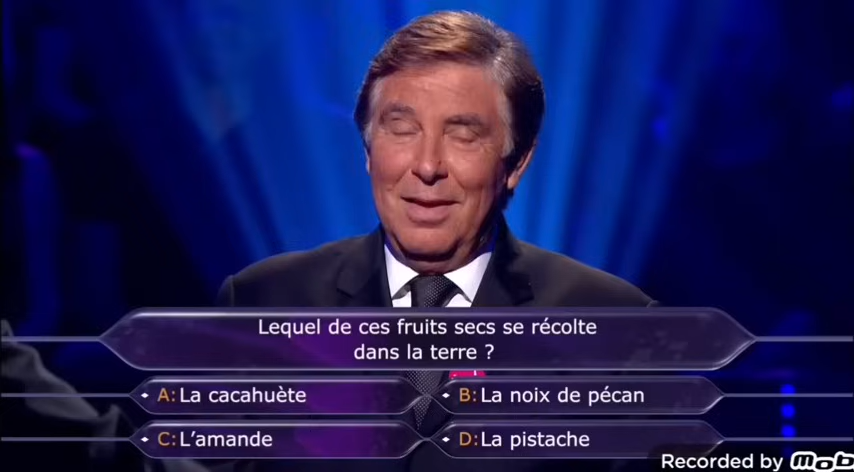 Lequel de ces fruits secs se récolte
dans la terre ?
A: La cacahuète
B: La noix de pécan
C: L'amande
D: La pistache
Recorded by mob